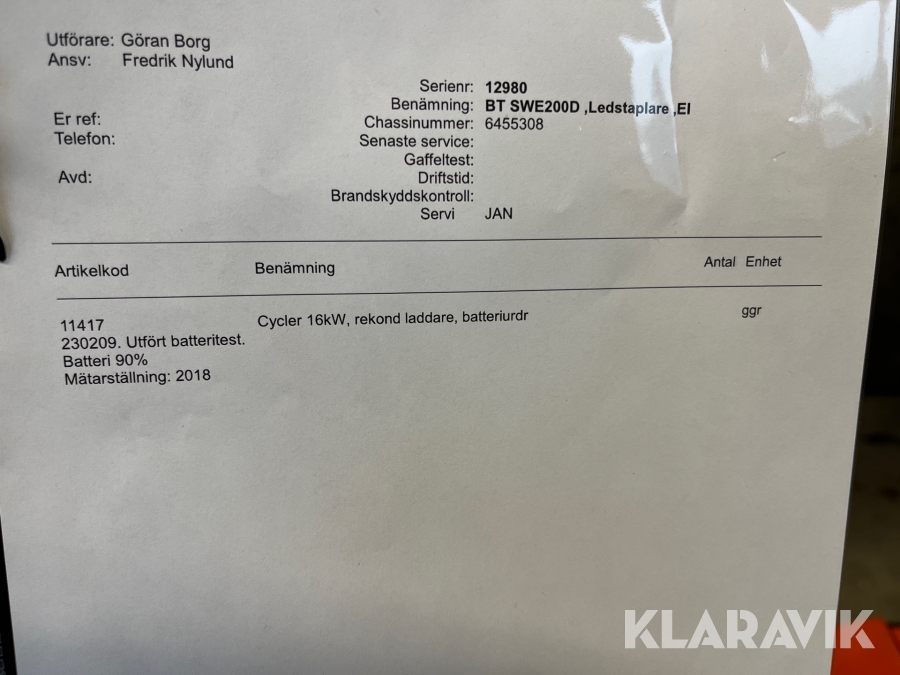 Utförare: Göran Borg
Ansv: Fredrik Nylund
Serienr: 12980
Benämning: BT SWE200D ,Ledstaplare ,El
Er ref:
Chassinummer: 6455308
Telefon:
Senaste service:
Gaffeltest:
Avd:
Driftstid:
Brandskyddskontroll:
Servi JAN
Artikelkod Benämning Antal Enhet
11417 Cycler 16kW, rekond laddare, batteriurdr ggr
230209. Utfört batteritest.
Batteri 90%
Mätarställning: 2018
KLARAVIK